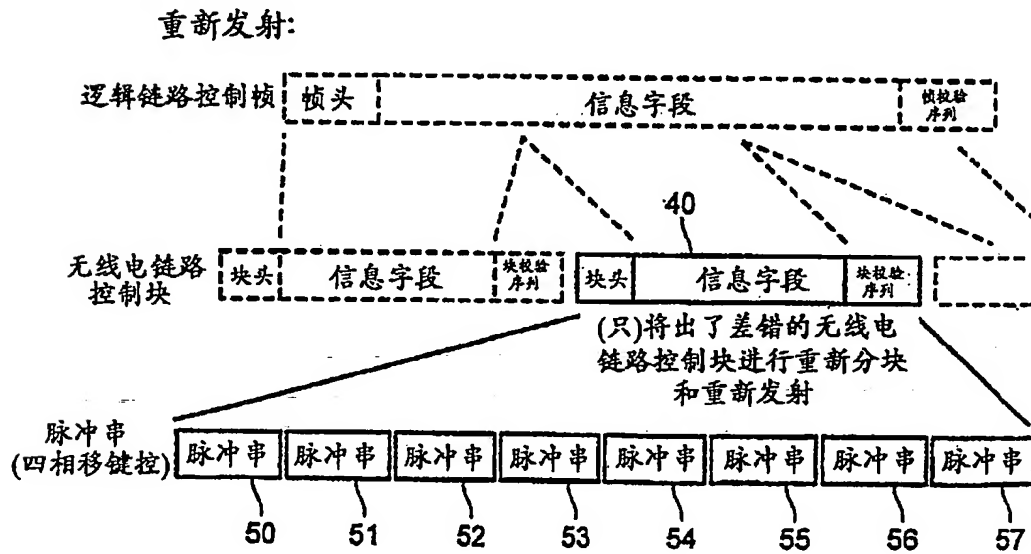 重新发射:
逻辑链路控制帧
帧头
信息字段
帧校验
序列
40
无线电链路
控制块
块头
信息字段
块校验
序列
块头
信息字段
块校验
序列
(只)将出了差错的无线电
链路控制块进行重新分块
和重新发射
脉冲串
(四相移键控)
脉冲串 脉冲串 脉冲串 脉冲串 脉冲串 脉冲串 脉冲串 脉冲串
50 51 52 53 54 55 56 57